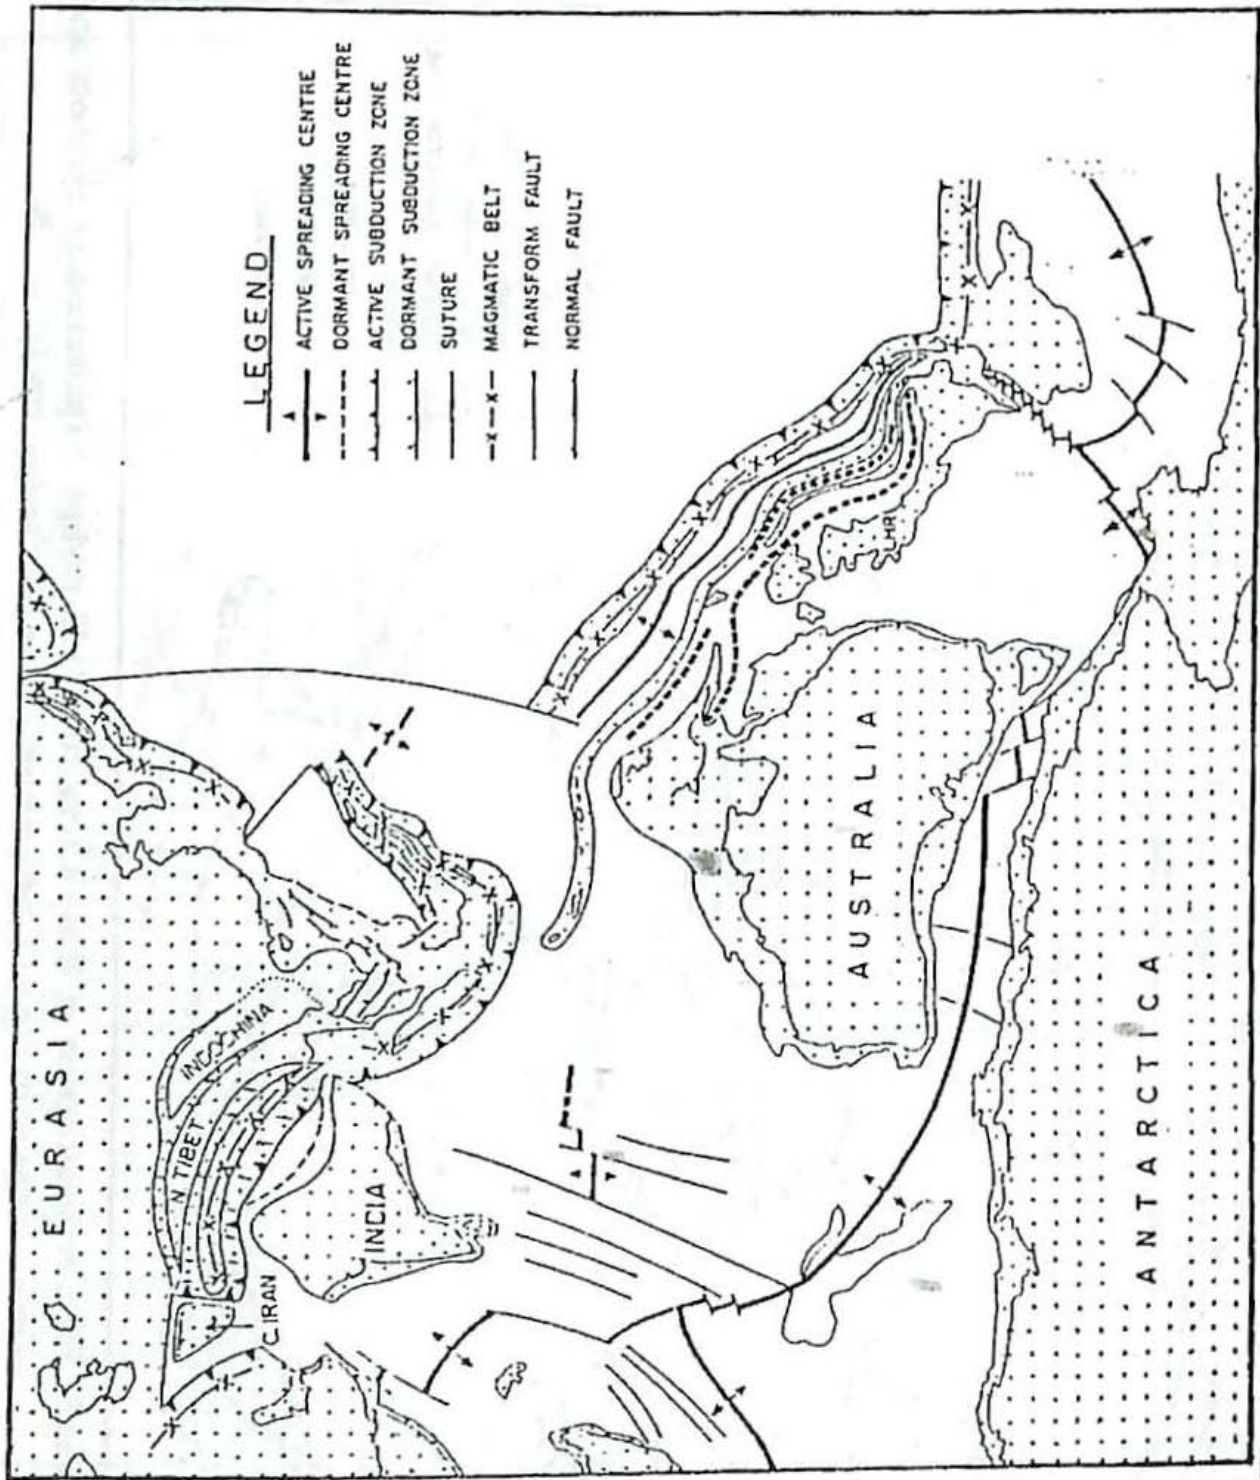 LEGEND
ACTIVE SPREADING CENTRE
DORMANT SPREADING CENTRE
ACTIVE SUBDUCTION ZONE
DORMANT SUBDUCTION ZONE
SUTURE
-x-x- MAGMATIC BELT
TRANSFORM FAULT
NORMAL FAULT
EURASIA
INDOCHINA
N TIBET
C.IRAN
INCIA
AUSTRALIA
LHR
ANTARCTICA